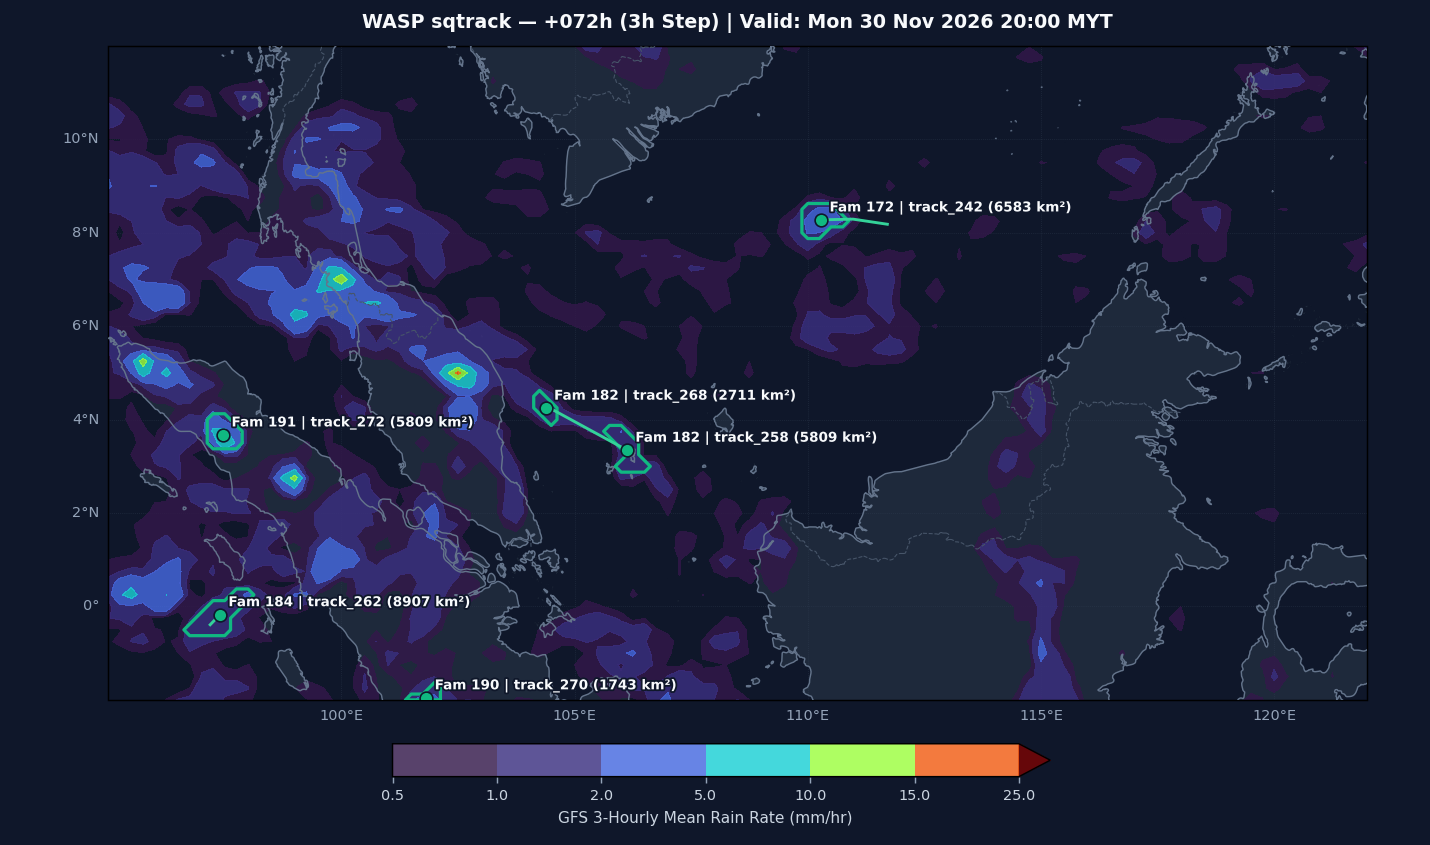 WASP sqtrack — +072h (3h Step) | Valid: Mon 30 Nov 2026 20:00 MYT
10°N
8°N
6°N
4°N
2°N
0°
Fam 172 | track_242 (6583 km²)
Fam 182 | track_268 (2711 km²)
Fam 191 | track_272 (5809 km²)
Fam 182 | track_258 (5809 km²)
Fam 184 | track_262 (8907 km²)
Fam 190 | track_270 (1743 km²)
100°E
105°E
110°E
115°E
120°E
0.5
1.0
2.0
5.0
10.0
15.0
25.0
GFS 3-Hourly Mean Rain Rate (mm/hr)